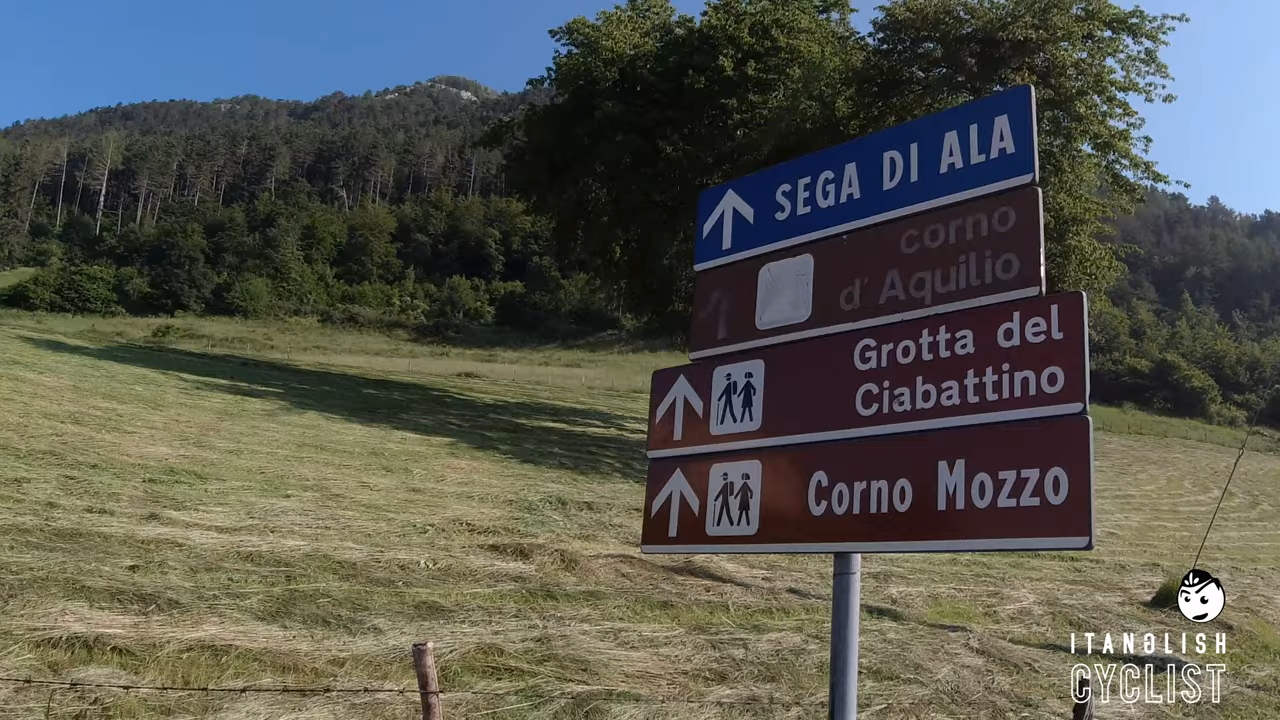 SEGA DI ALA
corno
d' Aquilio
Grotta del
Ciabattino
Corno Mozzo
ITANGLISH
CYCLIST